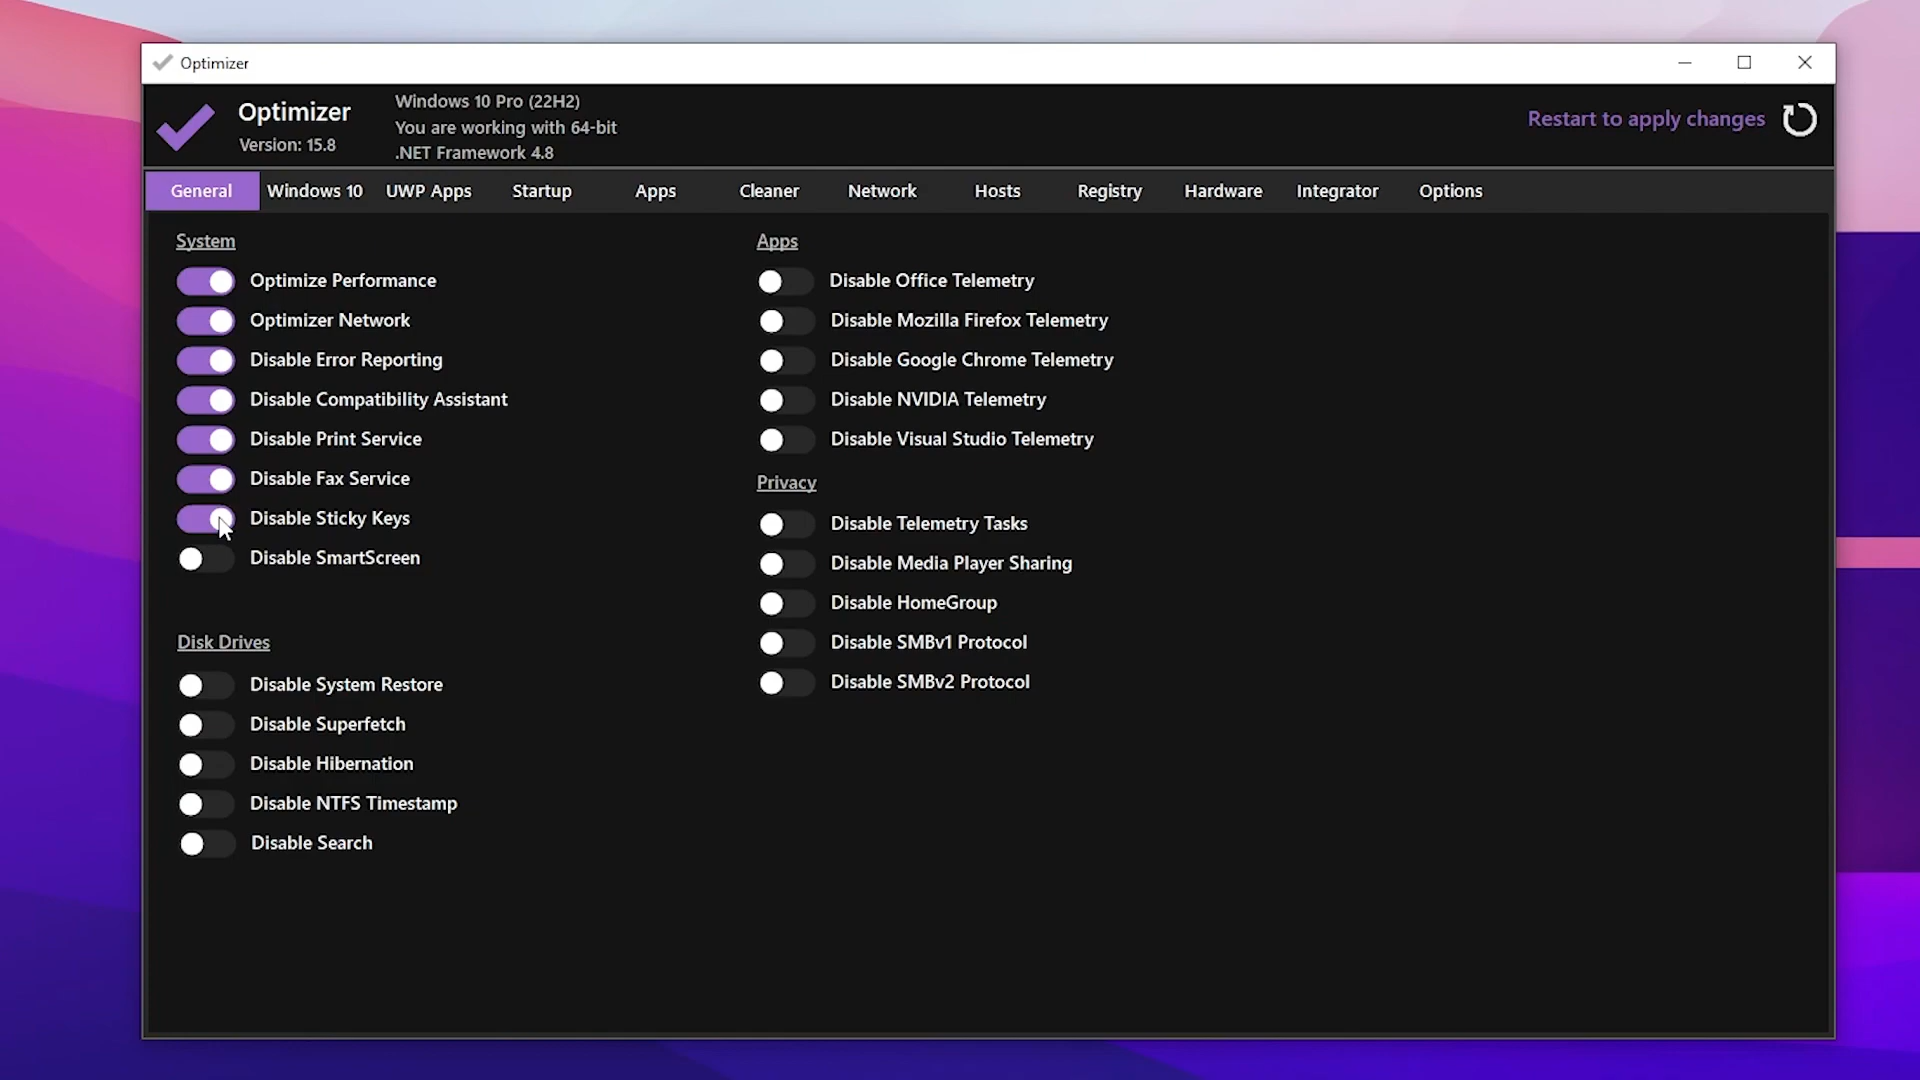 Optimizer
Optimizer
Version: 15.8
Windows 10 Pro (22H2)
You are working with 64-bit
.NET Framework 4.8
Restart to apply changes
General Windows 10 UWP Apps Startup Apps Cleaner Network Hosts Registry Hardware Integrator Options
System
Optimize Performance
Optimizer Network
Disable Error Reporting
Disable Compatibility Assistant
Disable Print Service
Disable Fax Service
Disable Sticky Keys
Disable SmartScreen
Disk Drives
Disable System Restore
Disable Superfetch
Disable Hibernation
Disable NTFS Timestamp
Disable Search
Apps
Disable Office Telemetry
Disable Mozilla Firefox Telemetry
Disable Google Chrome Telemetry
Disable NVIDIA Telemetry
Disable Visual Studio Telemetry
Privacy
Disable Telemetry Tasks
Disable Media Player Sharing
Disable HomeGroup
Disable SMBv1 Protocol
Disable SMBv2 Protocol